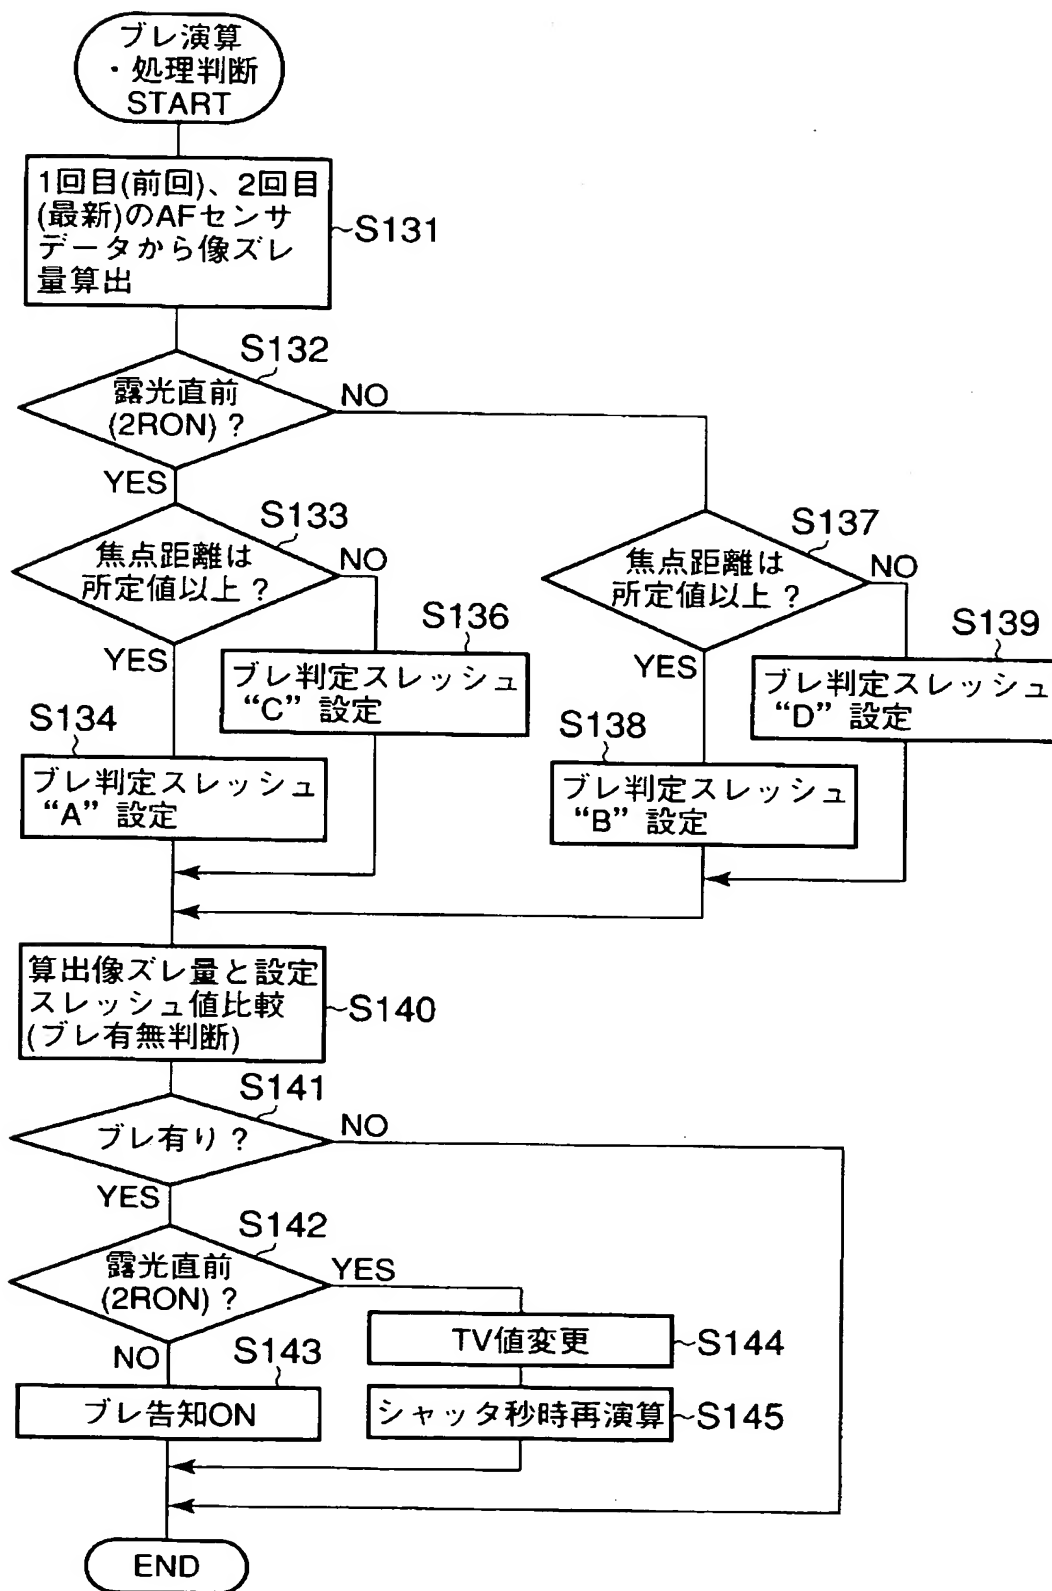 ブレ演算
・処理判断
START
1回目(前回)、2回目
(最新)のAFセンサ
データから像ズレ
量算出
S131
S132
露光直前
(2RON)?
NO
YES
S133
焦点距離は
所定値以上?
NO
YES
S137
焦点距離は
所定値以上?
NO
YES
S136
ブレ判定スレッシュ
“C” 設定
S139
ブレ判定スレッシュ
“D” 設定
S134
ブレ判定スレッシュ
“A” 設定
S138
ブレ判定スレッシュ
“B” 設定
算出像ズレ量と設定
スレッシュ値比較
(ブレ有無判断)
S140
S141
ブレ有り?
NO
YES
S142
露光直前
(2RON)?
YES
NO
S143
ブレ告知ON
TV値変更
S144
シャッタ秒時再演算
S145
END